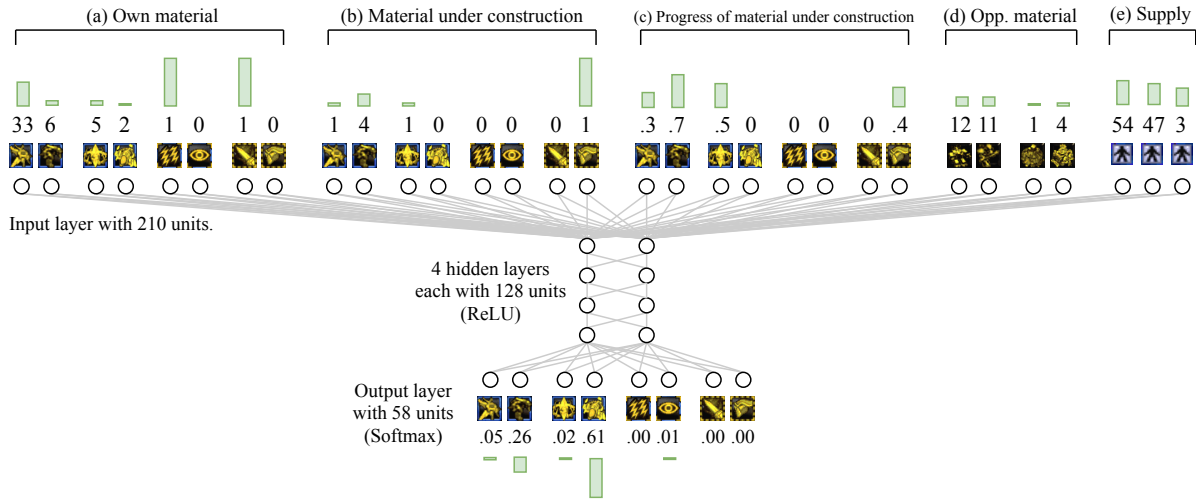 (a) Own material (b) Material under construction (c) Progress of material under construction (d) Opp. material (e) Supply
33 6 5 2 1 0 1 0 1 4 1 0 0 0 0 1 .3 .7 .5 0 0 0 0 .4 12 11 1 4 54 47 3
Input layer with 210 units.
4 hidden layers
each with 128 units
(ReLU)
Output layer
with 58 units
(Softmax)
.05 .26 .02 .61 .00 .01 .00 .00